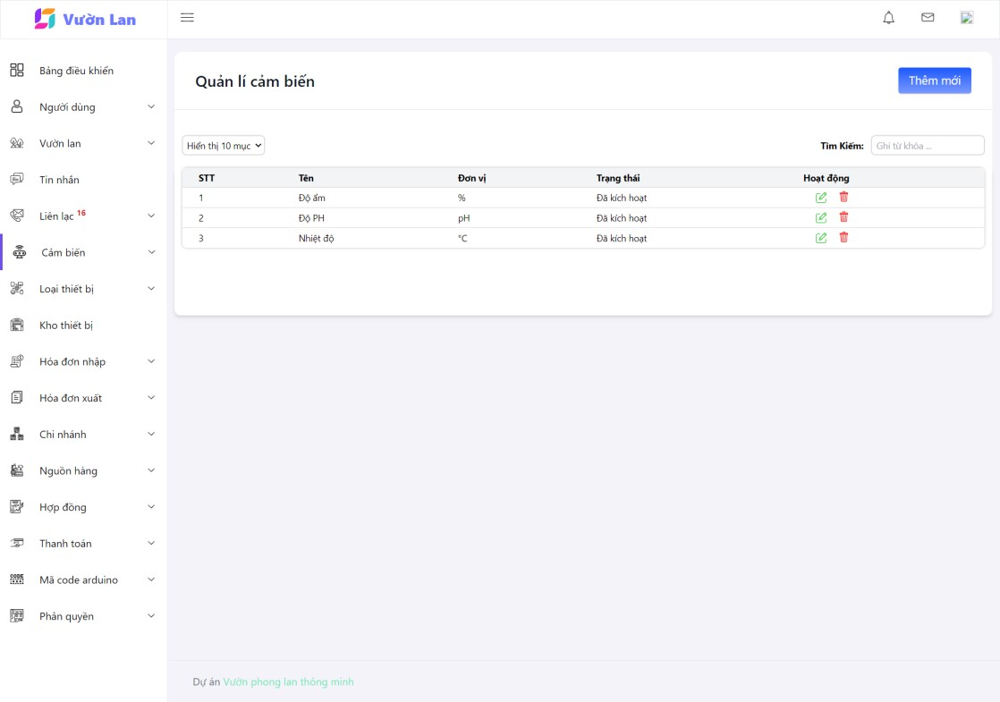 Vườn Lan
Bảng điều khiển
Người dùng
Vườn lan
Tin nhắn
Liên lạc 16
Cảm biến
Loại thiết bị
Kho thiết bị
Hóa đơn nhập
Hóa đơn xuất
Chi nhánh
Nguồn hàng
Hợp đồng
Thanh toán
Mã code arduino
Phân quyền
Quản lí cảm biến
Thêm mới
Hiển thị 10 mục
Tìm Kiếm: Ghi từ khóa ...
STT Tên Đơn vị Trạng thái Hoạt động
1 Độ ẩm % Đã kích hoạt
2 Độ PH pH Đã kích hoạt
3 Nhiệt độ °C Đã kích hoạt
Dự án Vườn phong lan thông minh